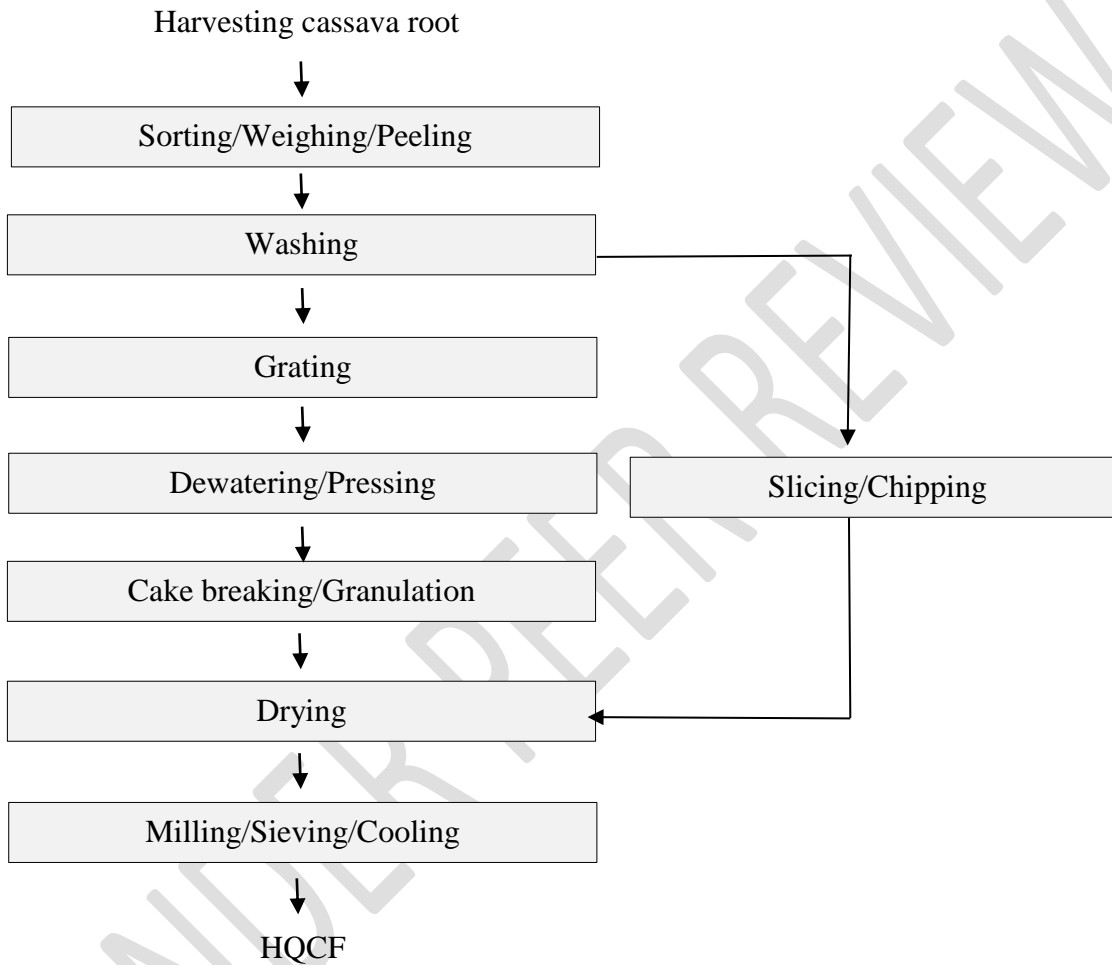 Harvesting cassava root
Sorting/Weighing/Peeling
Washing
Grating
Dewatering/Pressing
Slicing/Chipping
Cake breaking/Granulation
Drying
Milling/Sieving/Cooling
HQCF
NDER PEER REVIEW